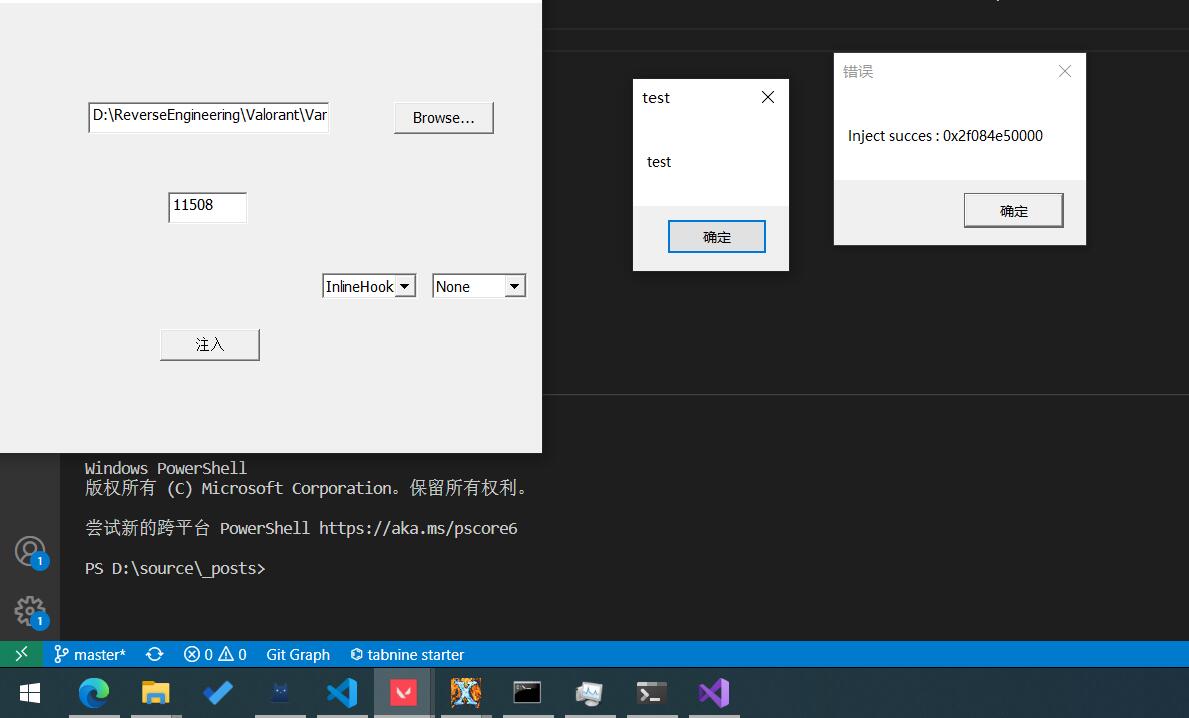 D:\ReverseEngineering\Valorant\Var
Browse...
11508
InlineHook
None
注入
test
test
确定
错误
Inject succes : 0x2f084e50000
确定
Windows PowerShell
版权所有 (C) Microsoft Corporation。保留所有权利。
尝试新的跨平台 PowerShell https://aka.ms/pscore6
PS D:\source\_posts>
1
1
master*
0
0
Git Graph
tabnine starter